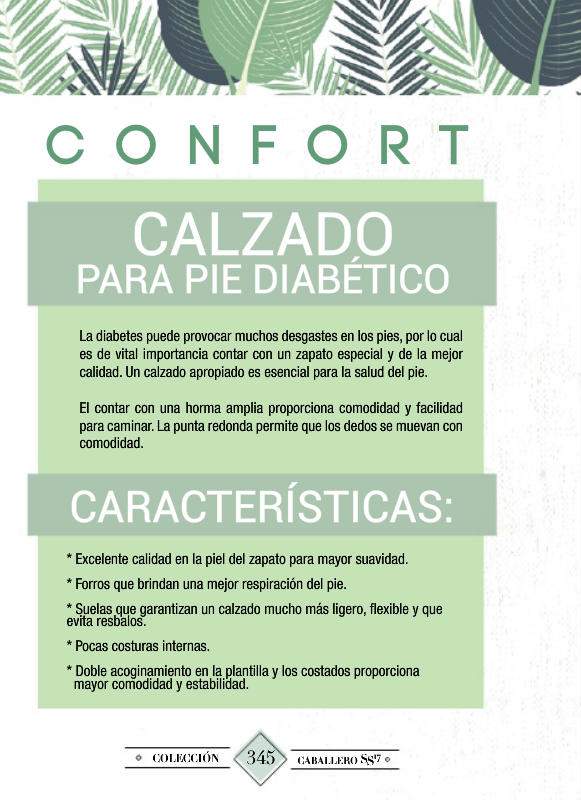 CONFORT
CALZADO
PARA PIE DIABÉTICO
La diabetes puede provocar muchos desgastes en los pies, por lo cual
es de vital importancia contar con un zapato especial y de la mejor
calidad. Un calzado apropiado es esencial para la salud del pie.
El contar con una horma amplia proporciona comodidad y facilidad
para caminar. La punta redonda permite que los dedos se muevan con
comodidad.
CARACTERÍSTICAS:
* Excelente calidad en la piel del zapato para mayor suavidad.
* Forros que brindan una mejor respiración del pie.
* Suelas que garantizan un calzado mucho más ligero, flexible y que
evita resbalos.
* Pocas costuras internas.
* Doble acoginamiento en la plantilla y los costados proporciona
mayor comodidad y estabilidad.
COLECCIÓN 345 CABALLERO SS'17